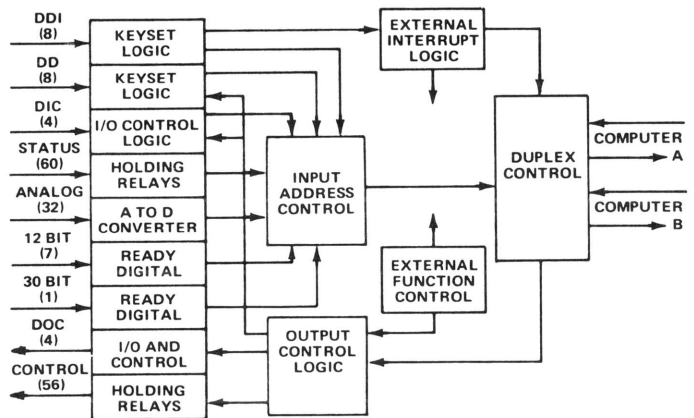 DDI
(8)
DD
(8)
DIC
(4)
STATUS
(60)
ANALOG
(32)
12 BIT
(7)
30 BIT
(1)
DOC
(4)
CONTROL
(56)
KEYSET
LOGIC
KEYSET
LOGIC
I/O CONTROL
LOGIC
HOLDING
RELAYS
A TO D
CONVERTER
READY
DIGITAL
READY
DIGITAL
I/O AND
CONTROL
HOLDING
RELAYS
INPUT
ADDRESS
CONTROL
OUTPUT
CONTROL
LOGIC
EXTERNAL
INTERRUPT
LOGIC
EXTERNAL
FUNCTION
CONTROL
DUPLEX
CONTROL
COMPUTER
A
COMPUTER
B